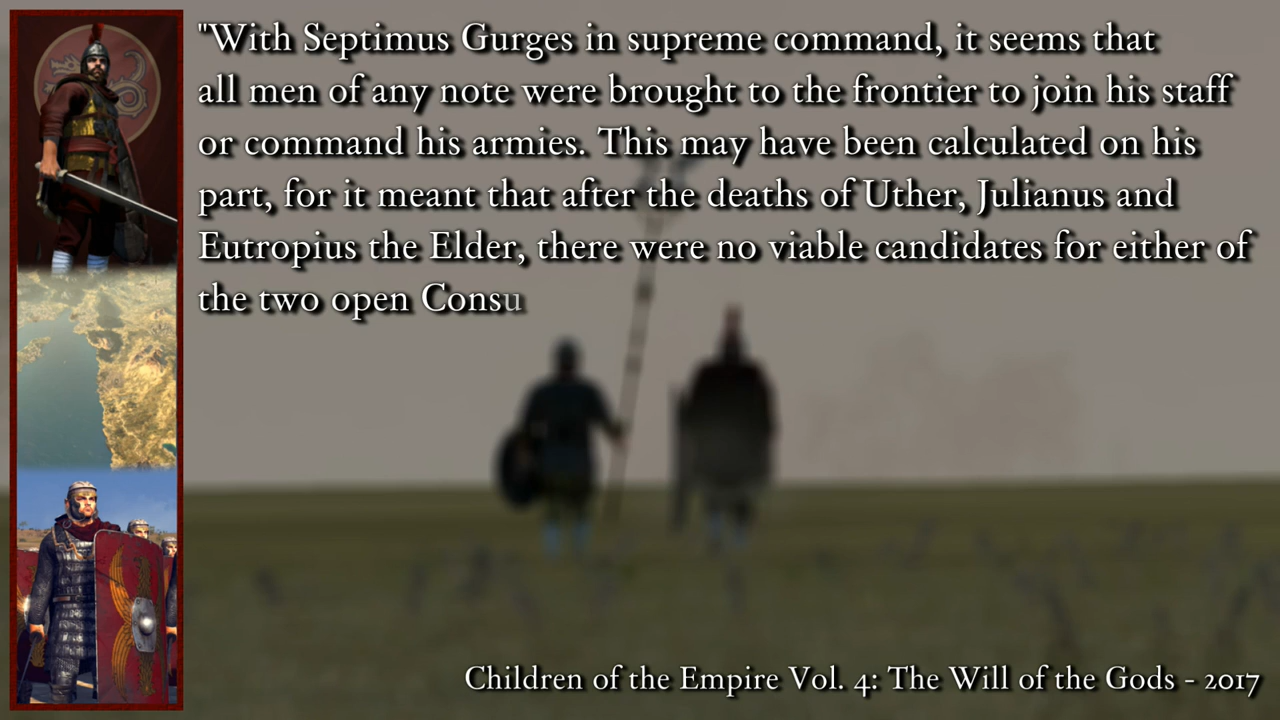 "With Septimus Gurges in supreme command, it seems that
all men of any note were brought to the frontier to join his staff
or command his armies. This may have been calculated on his
part, for it meant that after the deaths of Uther, Julianus and
Eutropius the Elder, there were no viable candidates for either of
the two open Consu
Children of the Empire Vol. 4: The Will of the Gods - 2017